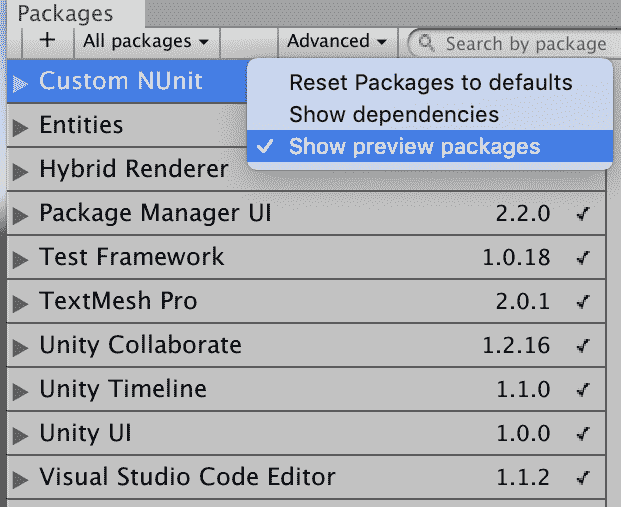 Packages
+ All packages Advanced Search by package
Custom NUnit
Reset Packages to defaults
Show dependencies
✓ Show preview packages
Entities
Hybrid Renderer
Package Manager UI 2.2.0 ✓
Test Framework 1.0.18 ✓
TextMesh Pro 2.0.1 ✓
Unity Collaborate 1.2.16 ✓
Unity Timeline 1.1.0 ✓
Unity UI 1.0.0 ✓
Visual Studio Code Editor 1.1.2 ✓